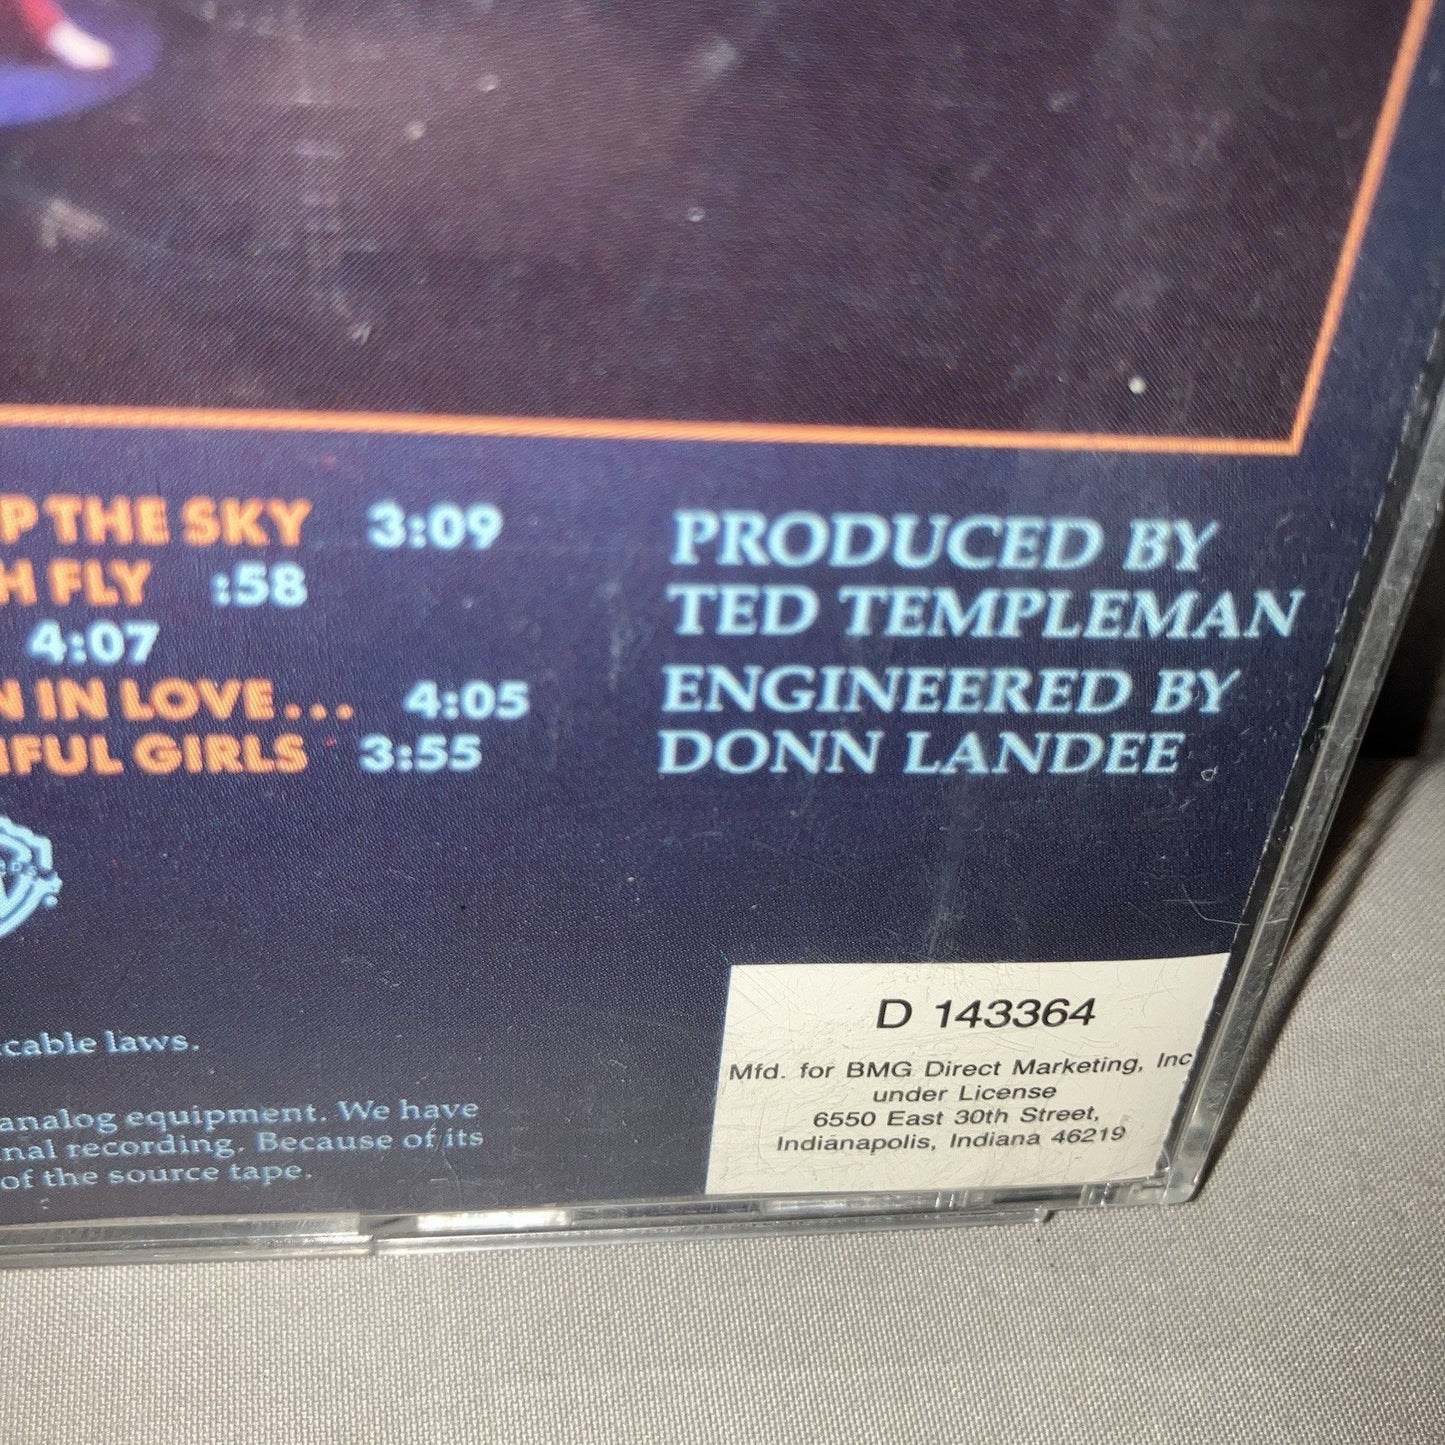 P THE SKY 3:09
H FLY :58
4:07
N IN LOVE... 4:05
IFUL GIRLS 3:55
PRODUCED BY
TED TEMPLEMAN
ENGINEERED BY
DONN LANDEE
cable laws.
analog equipment. We have
nal recording. Because of its
of the source tape.
D 143364
Mfd. for BMG Direct Marketing, Inc
under License
6550 East 30th Street,
Indianapolis, Indiana 46219